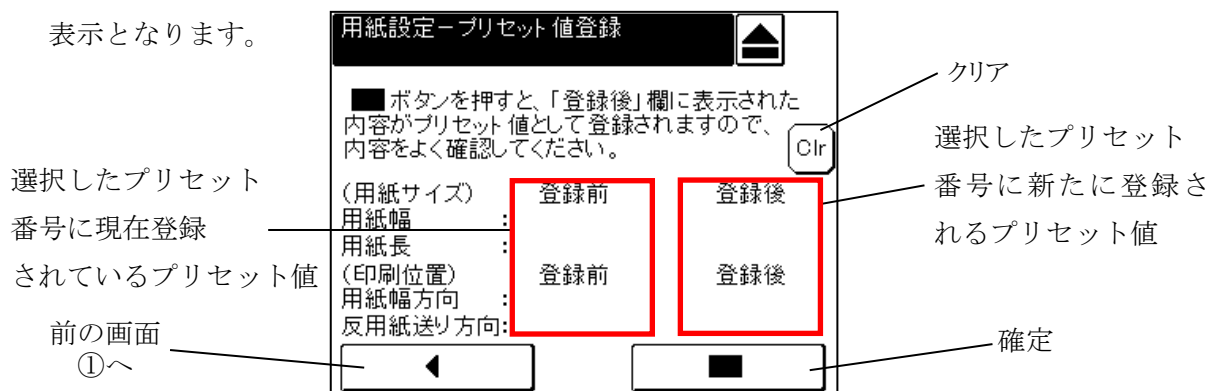 表示となります。
用紙設定－プリセット値登録
クリア
■ボタンを押すと、「登録後」欄に表示された
内容がプリセット値として登録されますので、
内容をよく確認してください。
Clr
選択したプリセット
番号に新たに登録さ
れるプリセット値
選択したプリセット
番号に現在登録
されているプリセット値
(用紙サイズ) 登録前 登録後
用紙幅 :
用紙長 :
(印刷位置) 登録前 登録後
用紙幅方向 :
反用紙送り方向:
前の画面
①へ
確定